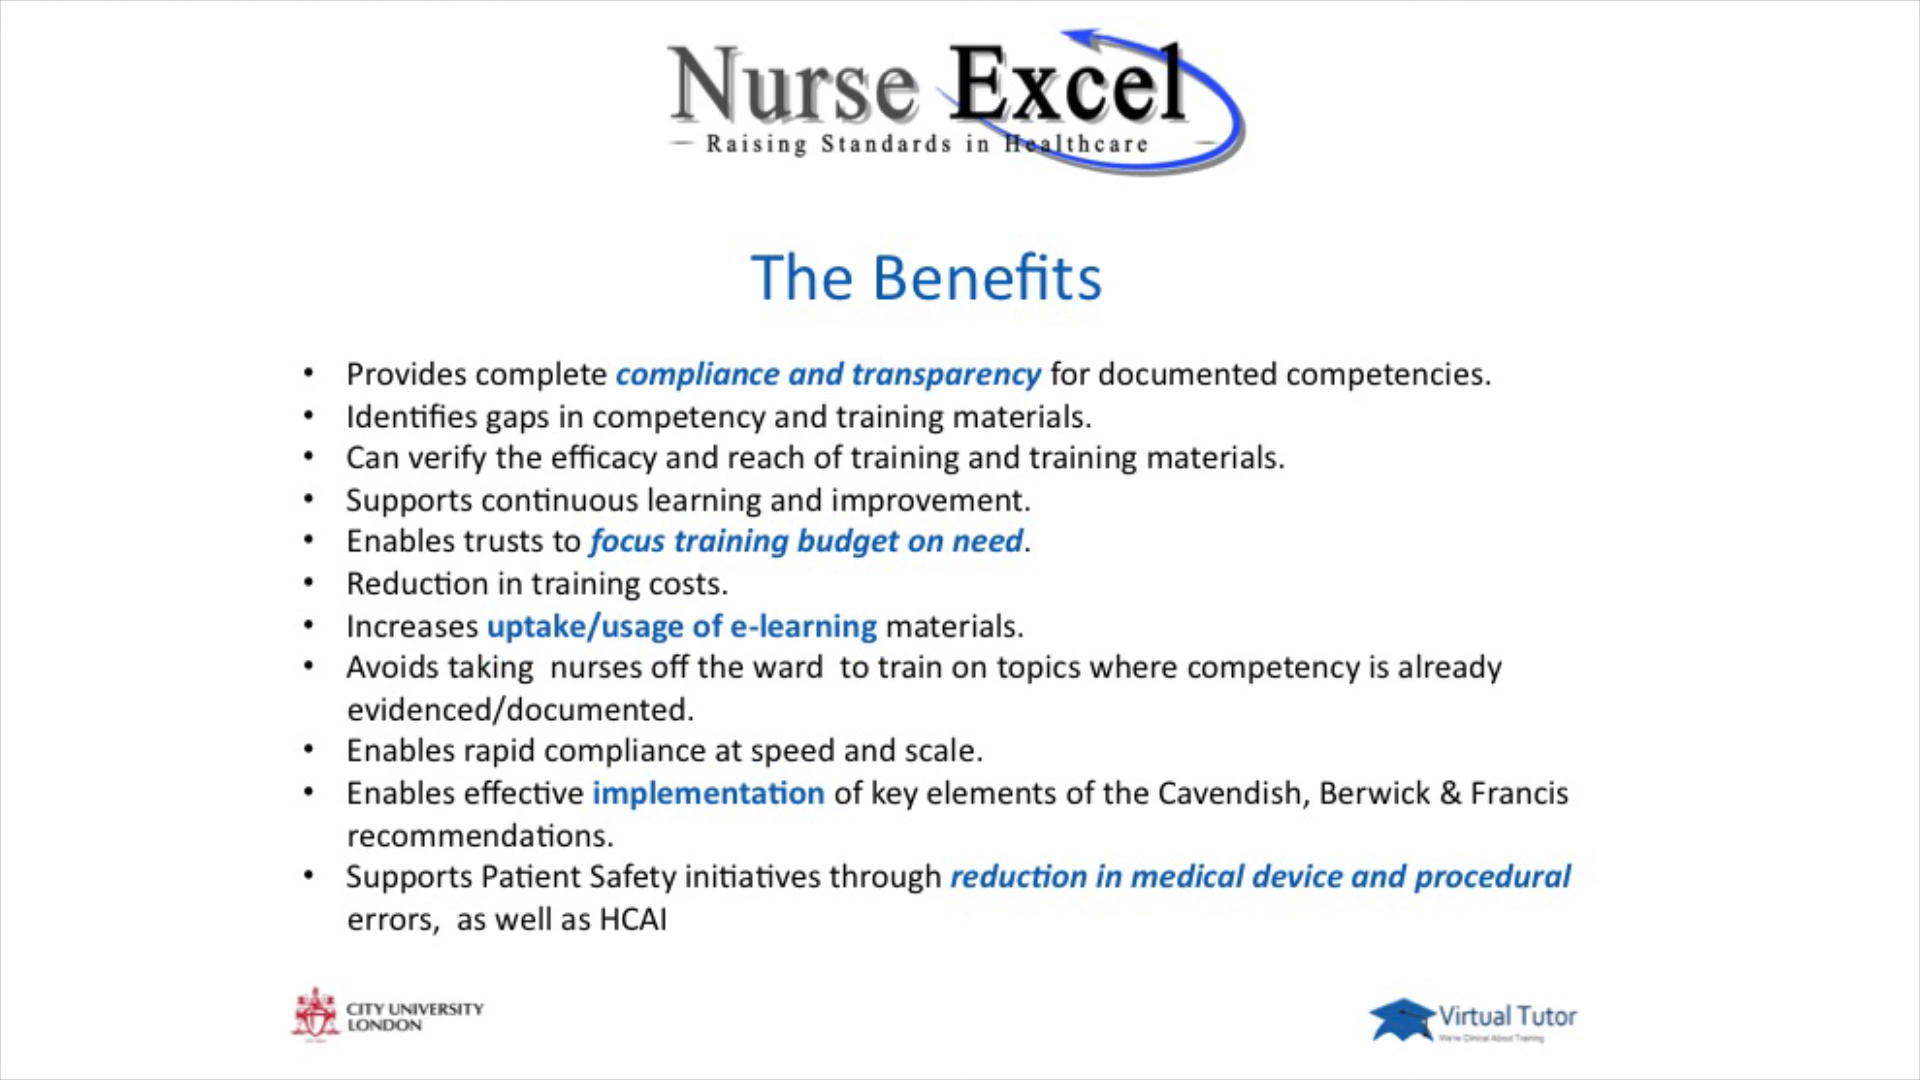 Nurse Excel
Raising Standards in Healthcare
The Benefits
• Provides complete compliance and transparency for documented competencies.
• Identifies gaps in competency and training materials.
• Can verify the efficacy and reach of training and training materials.
• Supports continuous learning and improvement.
• Enables trusts to focus training budget on need.
• Reduction in training costs.
• Increases uptake/usage of e-learning materials.
• Avoids taking  nurses off the ward  to train on topics where competency is already
evidenced/documented.
• Enables rapid compliance at speed and scale.
• Enables effective implementation of key elements of the Cavendish, Berwick & Francis
recommendations.
• Supports Patient Safety initiatives through reduction in medical device and procedural
errors,  as well as HCAI
CITY UNIVERSITY
LONDON
Virtual Tutor
We're Clinical About Training